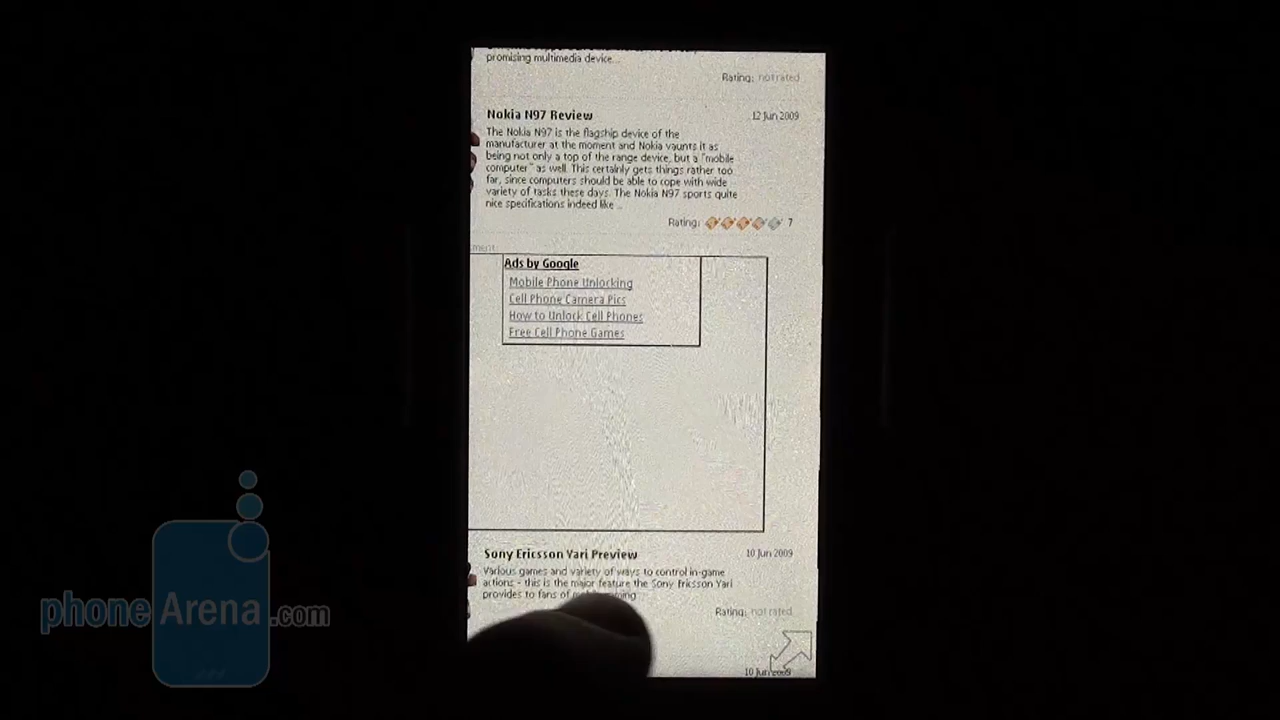 promising multimedia device...
Rating: not rated
Nokia N97 Review
12 Jun 2009
The Nokia N97 is the flagship device of the
manufacturer at the moment and Nokia vaunts it as
being not only a top of the range device, but a "mobile
computer" as well. This certainly gets things rather too
far, since computers should be able to cope with wide
variety of tasks these days. The Nokia N97 sports quite
nice specifications indeed like ...
Rating: 7
ment:
Ads by Google
Mobile Phone Unlocking
Cell Phone Camera Pics
How to Unlock Cell Phones
Free Cell Phone Games
Sony Ericsson Yari Preview
10 Jun 2009
Various games and variety of ways to control in-game
actions - this is the major feature the Sony Ericsson Yari
provides to fans of
Rating: not rated
10 Jun 2009
phoneArena.com